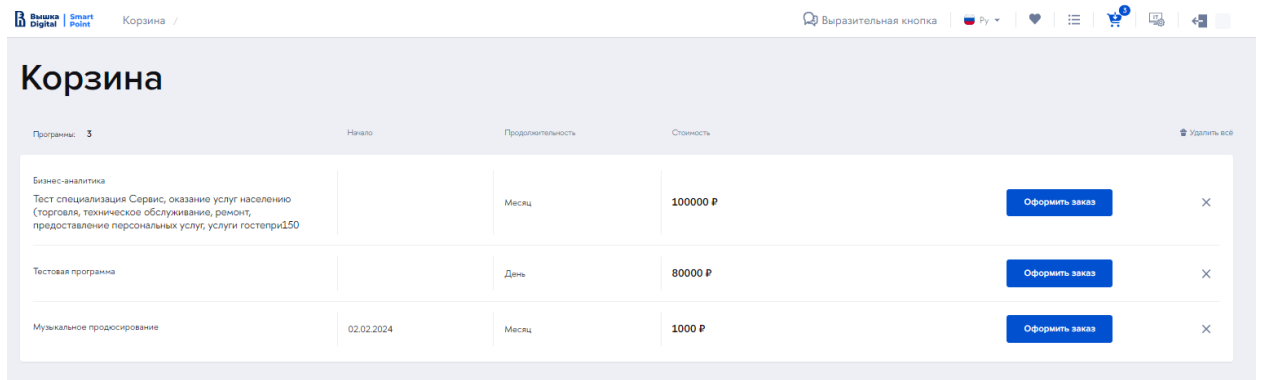 Вышка | Smart
Digital | Point
Корзина /
Выразительная кнопка
Ру
3
IT
Корзина
Программы: 3
Начало
Продолжительность
Стоимость
Удалить всё
Бизнес-аналитика
Тест специализация Сервис, оказание услуг населению
(торговля, техническое обслуживание, ремонт,
предоставление персональных услуг, услуги гостепри150
Месяц
100000 ₽
Оформить заказ
Тестовая программа
День
80000 ₽
Оформить заказ
Музыкальное продюсирование
02.02.2024
Месяц
1000 ₽
Оформить заказ